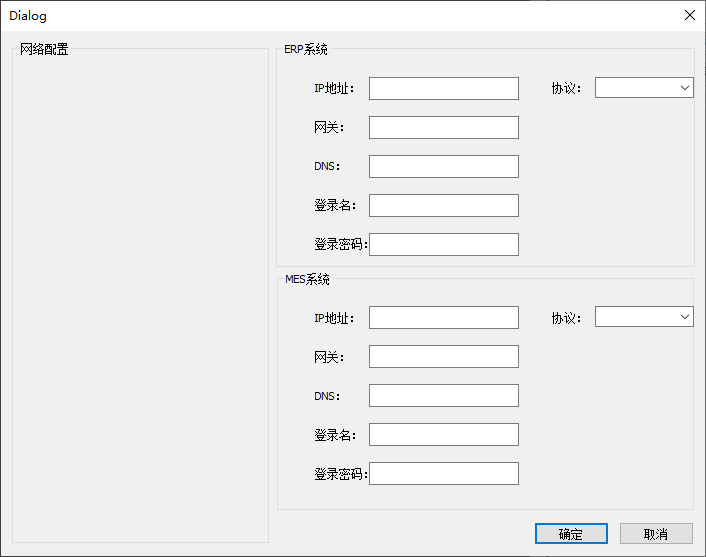 Dialog
网络配置
ERP系统
IP地址： 协议：
网关：
DNS：
登录名：
登录密码：
MES系统
IP地址： 协议：
网关：
DNS：
登录名：
登录密码：
确定 取消